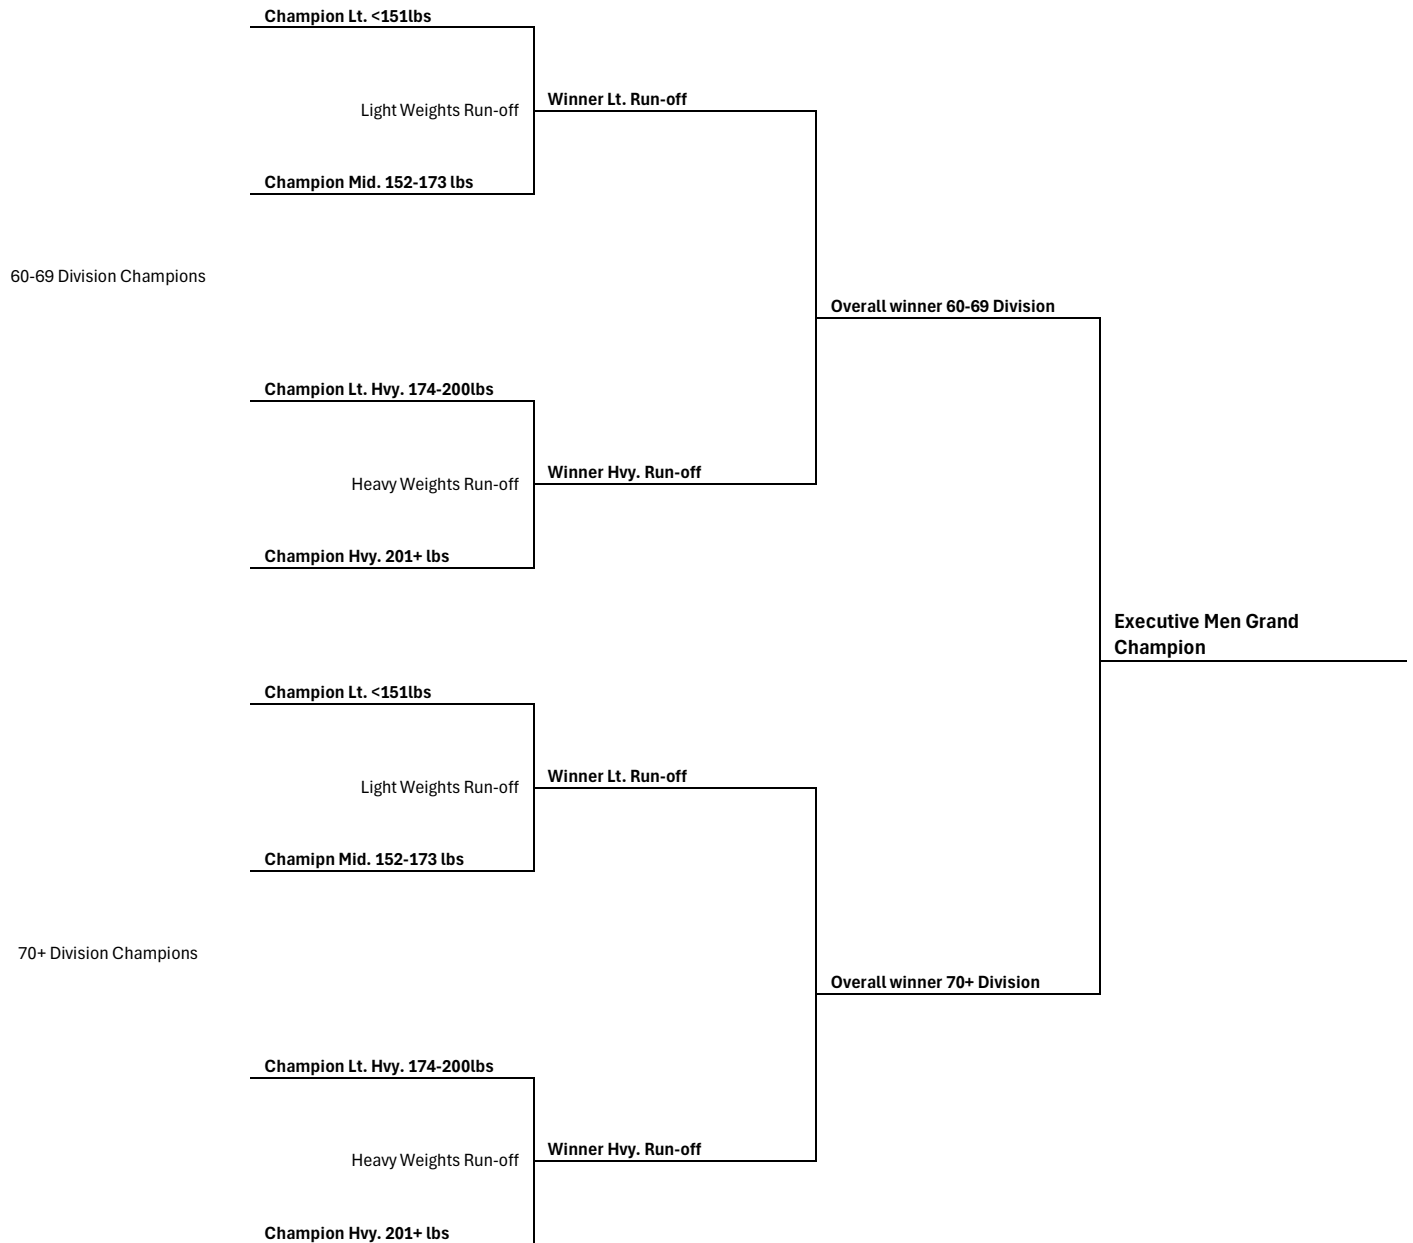 Champion Lt. <151lbs
Light Weights Run-off
Winner Lt. Run-off
Champion Mid. 152-173 lbs
60-69 Division Champions
Overall winner 60-69 Division
Champion Lt. Hvy. 174-200lbs
Heavy Weights Run-off
Winner Hvy. Run-off
Champion Hvy. 201+ lbs
Executive Men Grand
Champion
Champion Lt. <151lbs
Light Weights Run-off
Winner Lt. Run-off
Chamipn Mid. 152-173 lbs
70+ Division Champions
Overall winner 70+ Division
Champion Lt. Hvy. 174-200lbs
Heavy Weights Run-off
Winner Hvy. Run-off
Champion Hvy. 201+ lbs